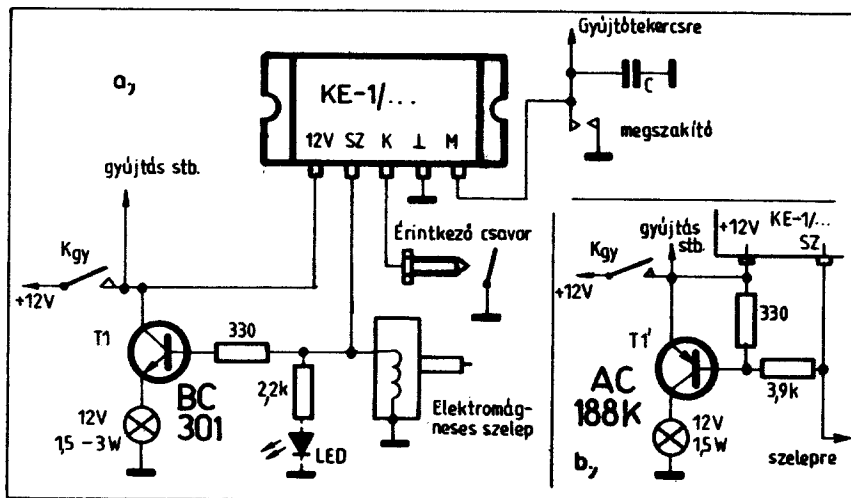 a,
KE-1/...
12V SZ K ⊥ M
Gyújtótekercsre
C
megszakító
gyújtás stb.
Kgy
+12V
Érintkező csavor
T1
330
BC
301
2,2k
12V
1,5 – 3W
LED
Elektromág-
neses szelep
b,
gyújtás
stb.
+12V
KE-1/...
SZ
Kgy
+12V
330
T1'
3,9k
AC
188K
12V
1,5W
szelepre